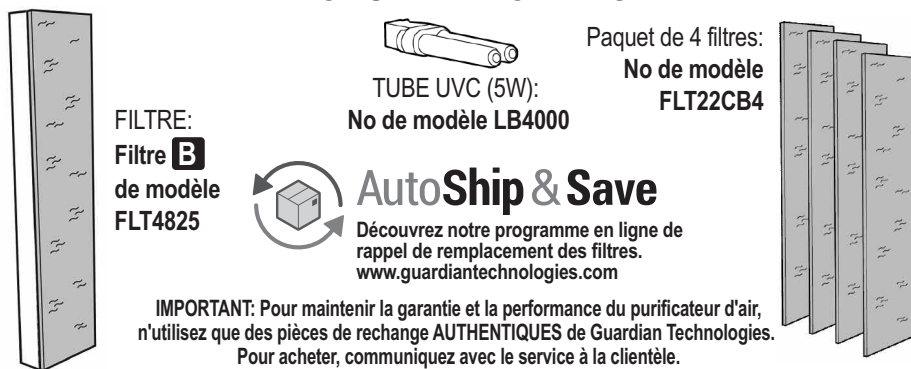 FILTRE:
Filtre B
de modèle
FLT4825
TUBE UVC (5W):
No de modèle LB4000
Paquet de 4 filtres:
No de modèle
FLT22CB4
AutoShip & Save
Découvrez notre programme en ligne de
rappel de remplacement des filtres.
www.guardiantechnologies.com
IMPORTANT: Pour maintenir la garantie et la performance du purificateur d'air,
n'utilisez que des pièces de rechange AUTHENTIQUES de Guardian Technologies.
Pour acheter, communiquez avec le service à la clientèle.